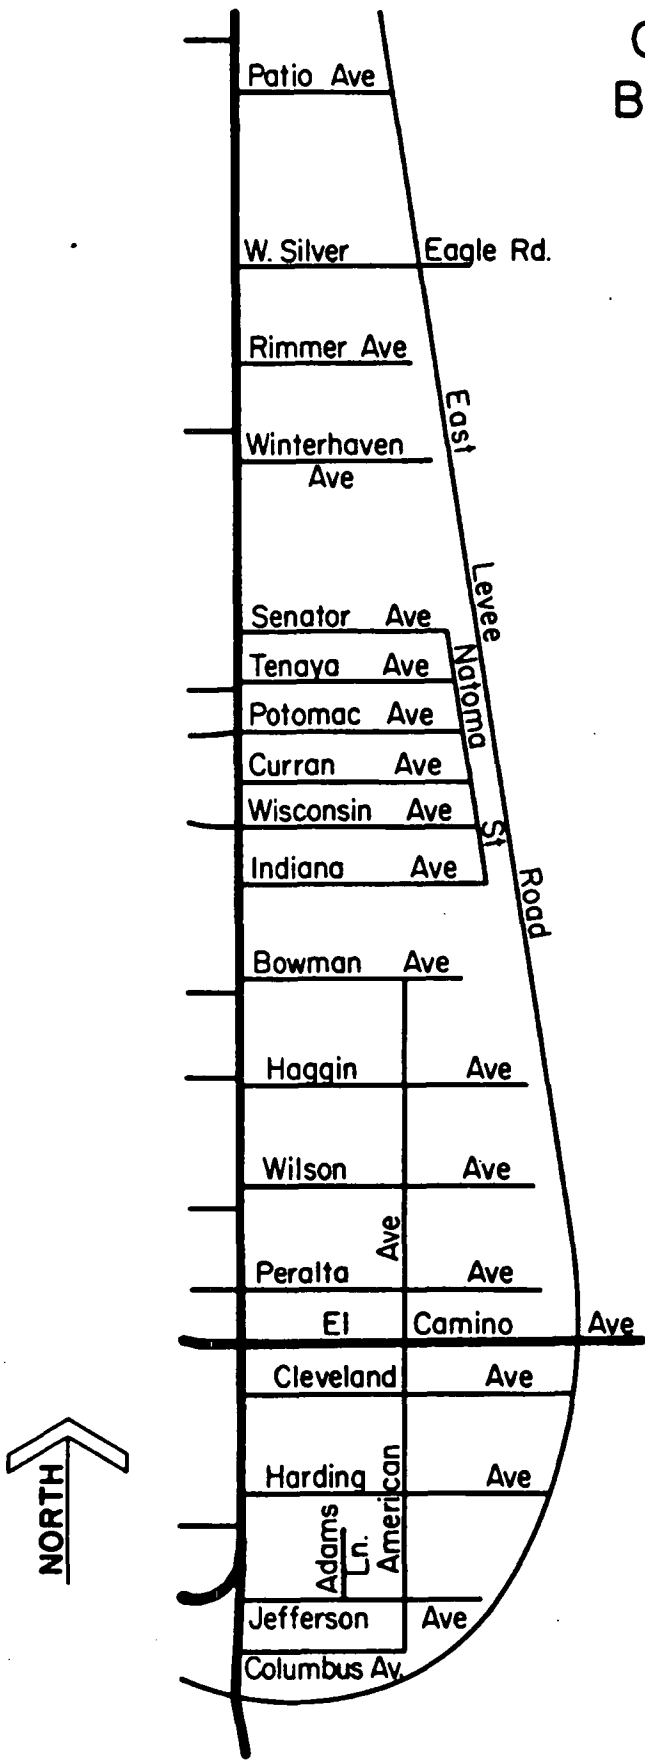 C
B
Patio Ave
W. Silver Eagle Rd.
Rimmer Ave
East
Winterhaven
Ave
Levee
Senator Ave
Natoma
Tenaya Ave
Potomac Ave
Curran Ave
Wisconsin Ave
St
Indiana Ave
Road
Bowman Ave
Haggin Ave
Wilson Ave
Ave
Peralta Ave
El Camino Ave
Cleveland Ave
American
Harding Ave
NORTH
Adams
Ln.
Jefferson Ave
Columbus Av.